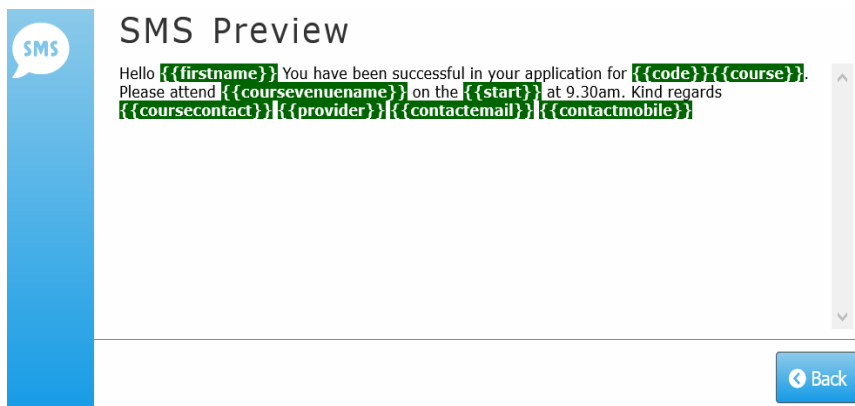 SMS
SMS Preview
Hello {{firstname}} You have been successful in your application for {{code}}{{course}}.
Please attend {{coursevenuename}} on the {{start}} at 9.30am. Kind regards
{{coursecontact}} {{provider}} {{contactemail}} {{contactmobile}}
Back